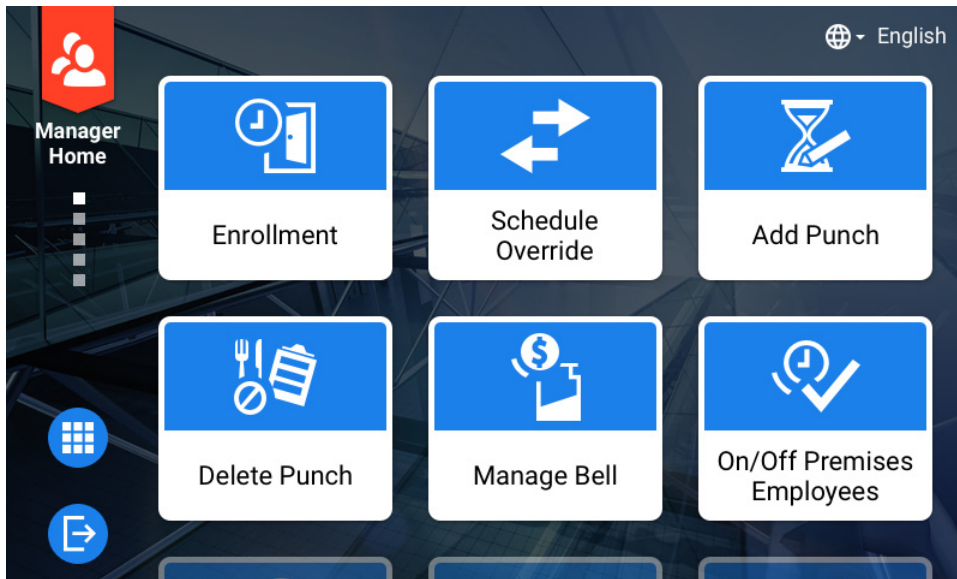 English
Manager
Home
Enrollment
Schedule
Override
Add Punch
Delete Punch
Manage Bell
On/Off Premises
Employees